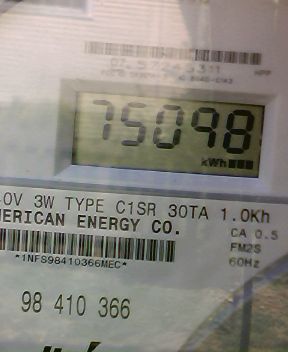 75098
kWh
0V 3W TYPE C1SR 30TA 1.0Kh
MERICAN ENERGY CO.
CA 0.5
FM2S
60Hz
*1NFS98410366MEC*
98 410 366